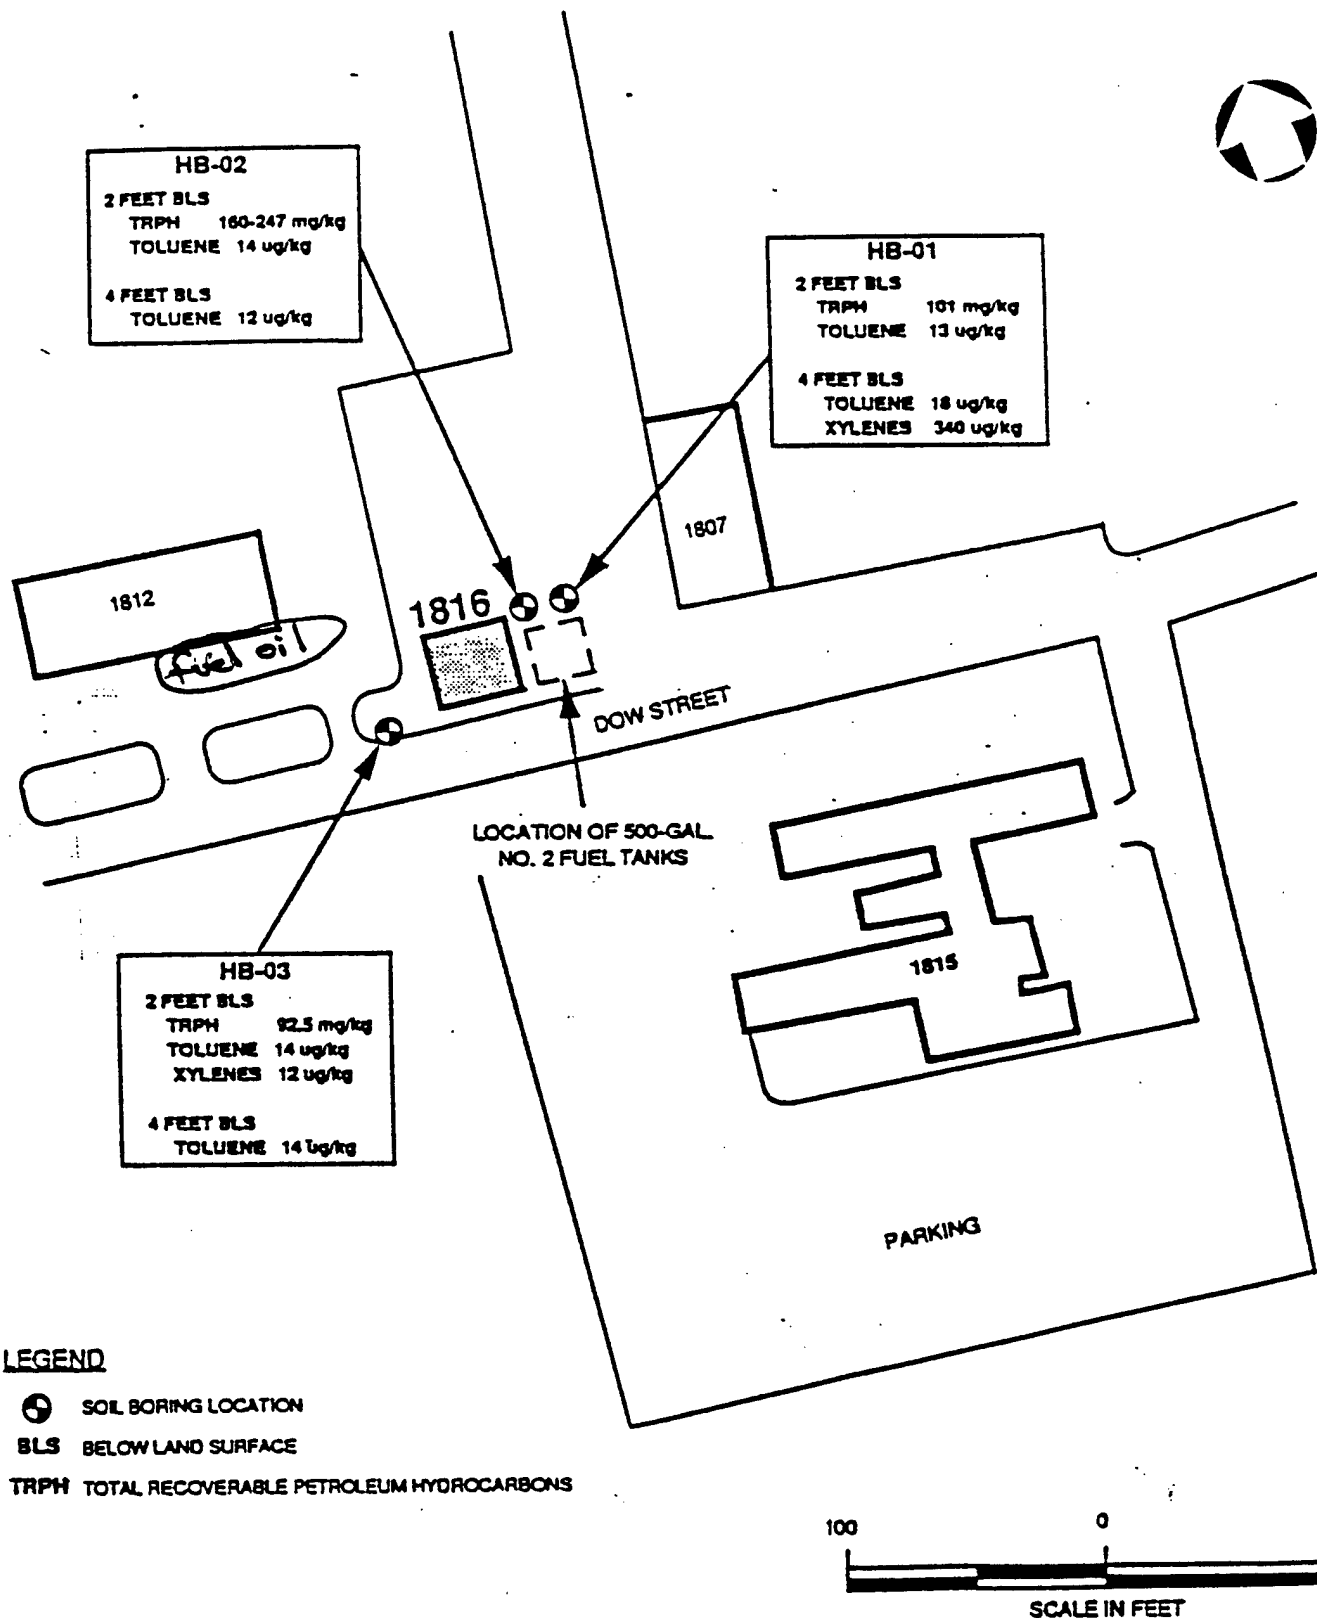 HB-02
2 FEET BLS
TRPH 160-247 mg/kg
TOLUENE 14 ug/kg
4 FEET BLS
TOLUENE 12 ug/kg
HB-01
2 FEET BLS
TRPH 101 mg/kg
TOLUENE 13 ug/kg
4 FEET BLS
TOLUENE 18 ug/kg
XYLENES 340 ug/kg
1807
1812
1816
fuel oil
DOW STREET
LOCATION OF 500-GAL.
NO. 2 FUEL TANKS
1815
HB-03
2 FEET BLS
TRPH 92.5 mg/kg
TOLUENE 14 ug/kg
XYLENES 12 ug/kg
4 FEET BLS
TOLUENE 14 ug/kg
PARKING
LEGEND
SOIL BORING LOCATION
BLS BELOW LAND SURFACE
TRPH TOTAL RECOVERABLE PETROLEUM HYDROCARBONS
100 0
SCALE IN FEET